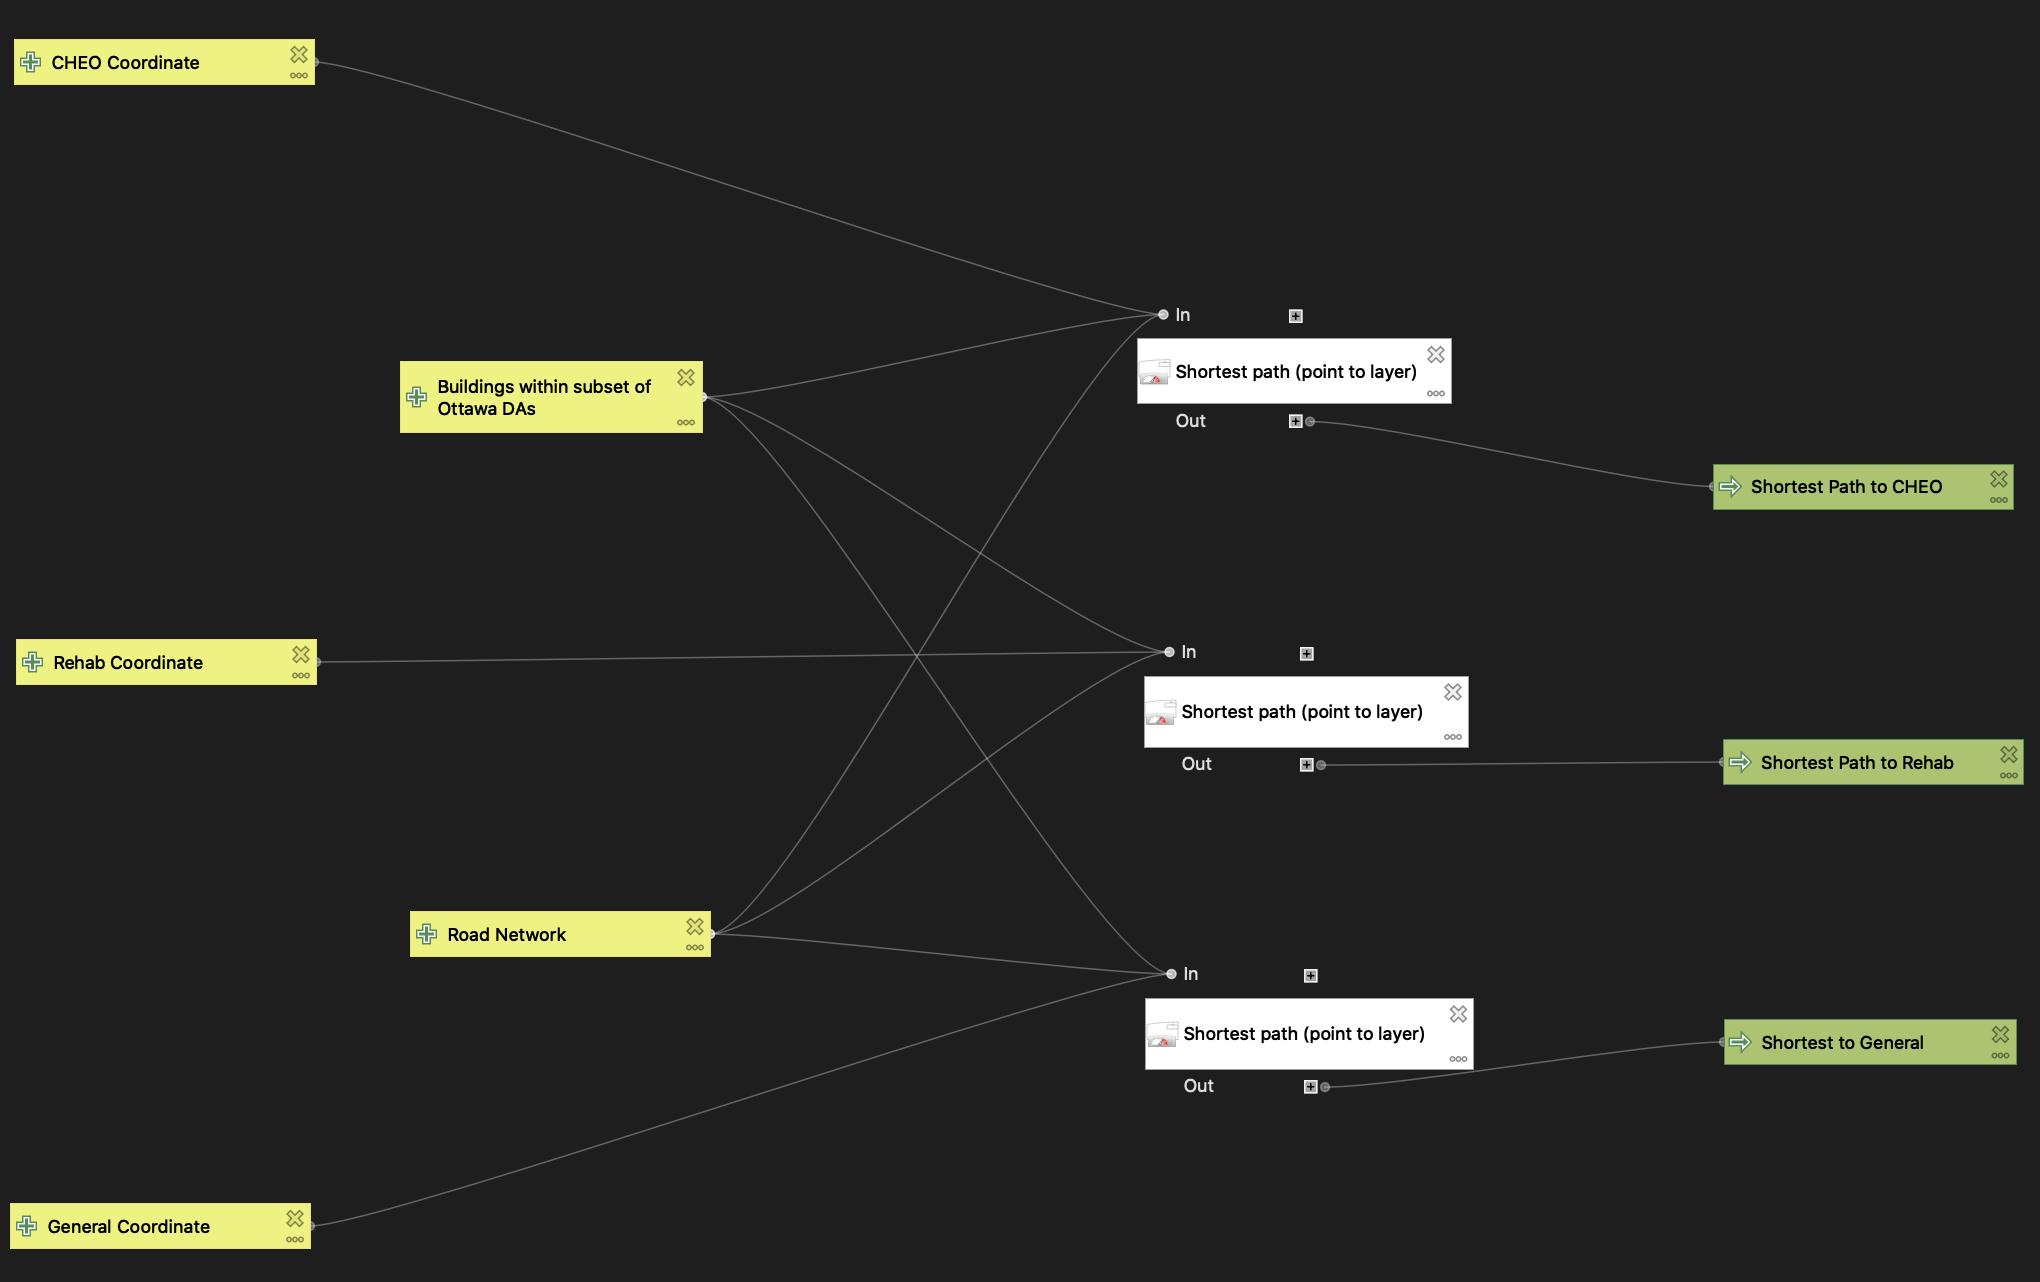 CHEO Coordinate
In
Shortest path (point to layer)
Out
Buildings within subset of
Ottawa DAs
Shortest Path to CHEO
Rehab Coordinate
In
Shortest path (point to layer)
Out
Shortest Path to Rehab
Road Network
In
Shortest path (point to layer)
Out
Shortest to General
General Coordinate